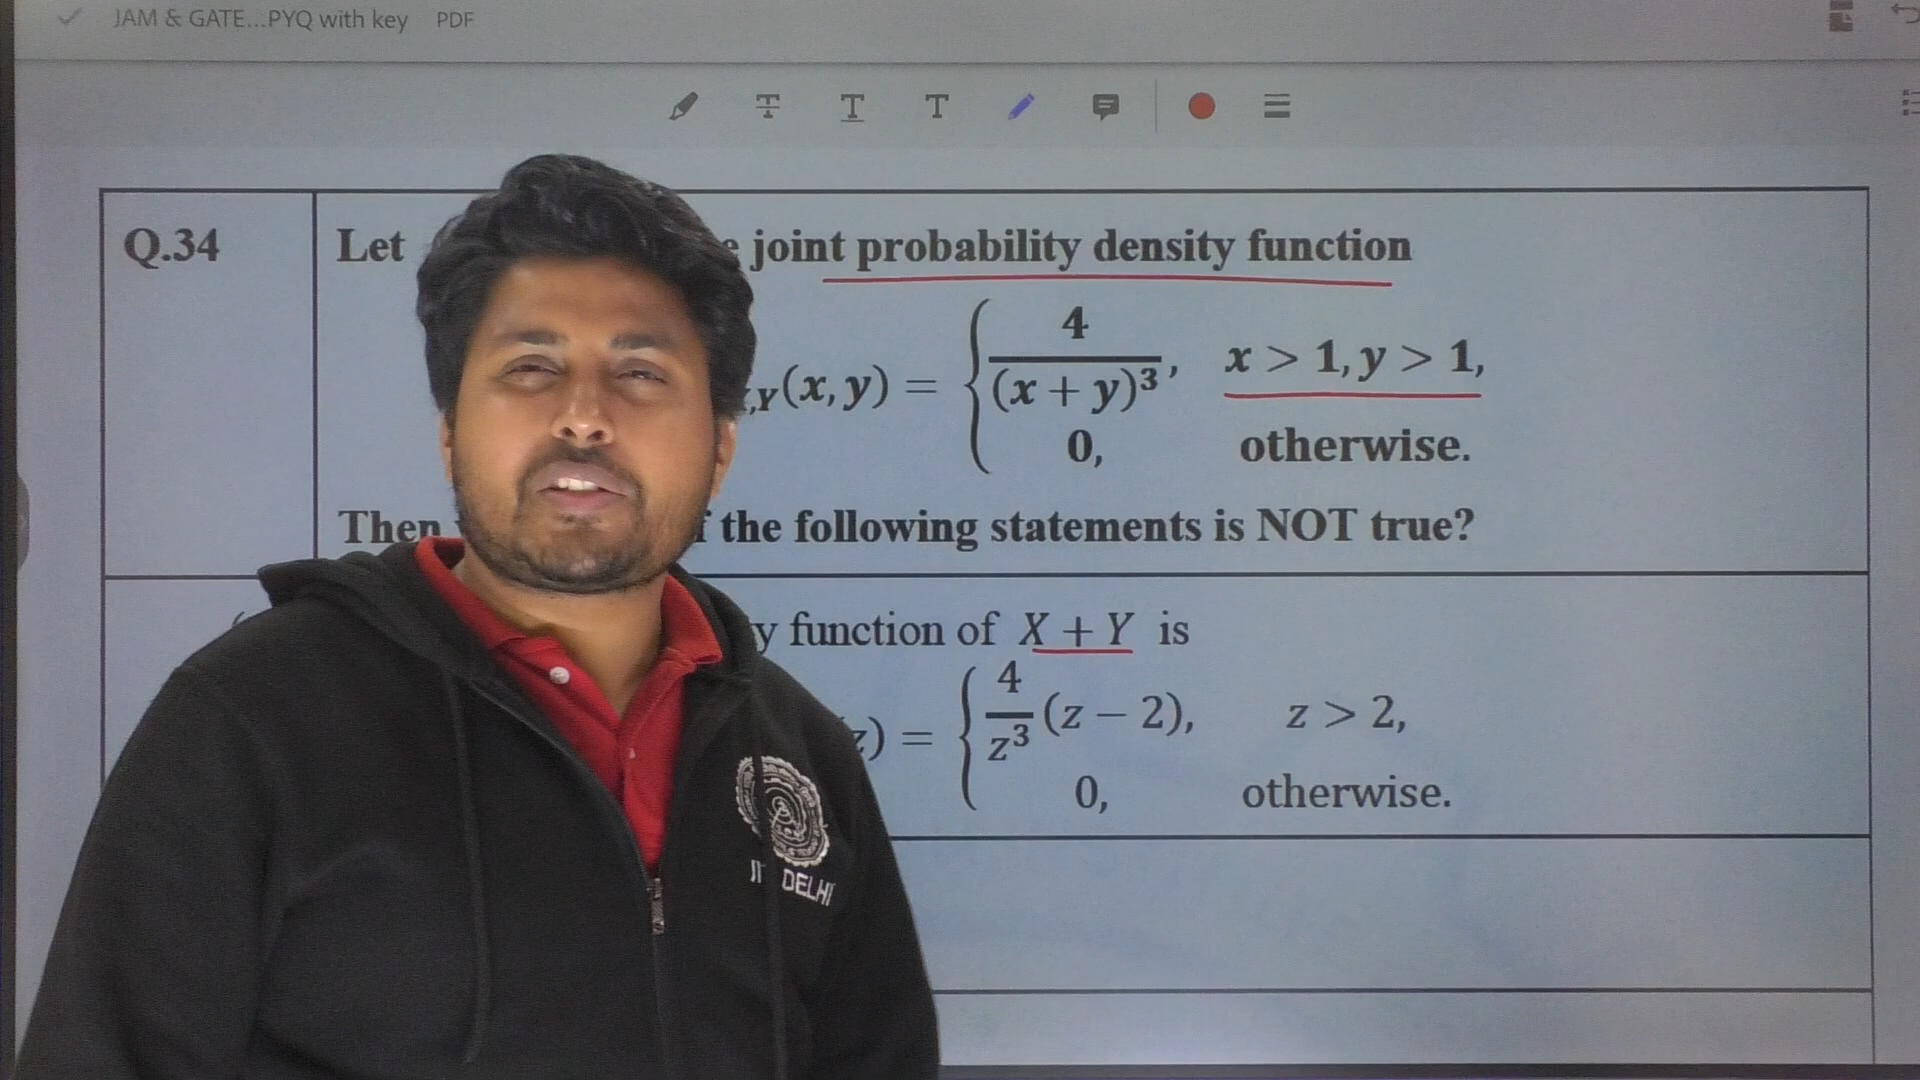 JAM & GATE...PYQ with key PDF
Q.34
Let joint probability density function
(x, y) = { 4/(x + y)³, x > 1, y > 1,
0, otherwise.
Then the following statements is NOT true?
function of X + Y is
= { 4/z³ (z − 2), z > 2,
0, otherwise.
DELHI